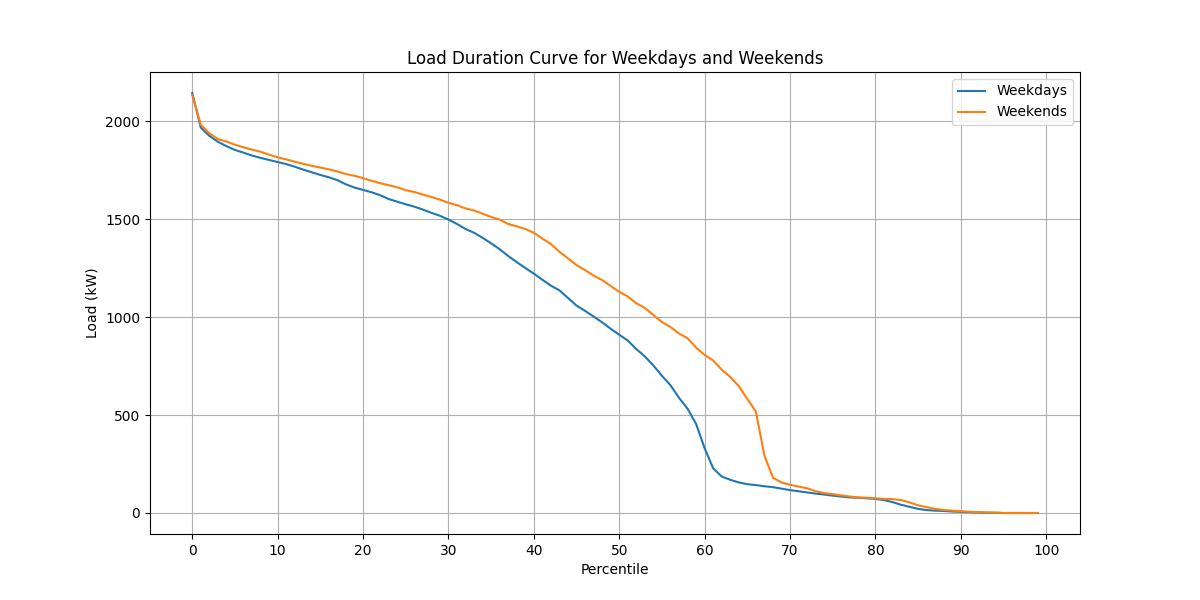 Load Duration Curve for Weekdays and Weekends
Weekdays
Weekends
Load (kW)
2000
1500
1000
500
0
0 10 20 30 40 50 60 70 80 90 100
Percentile